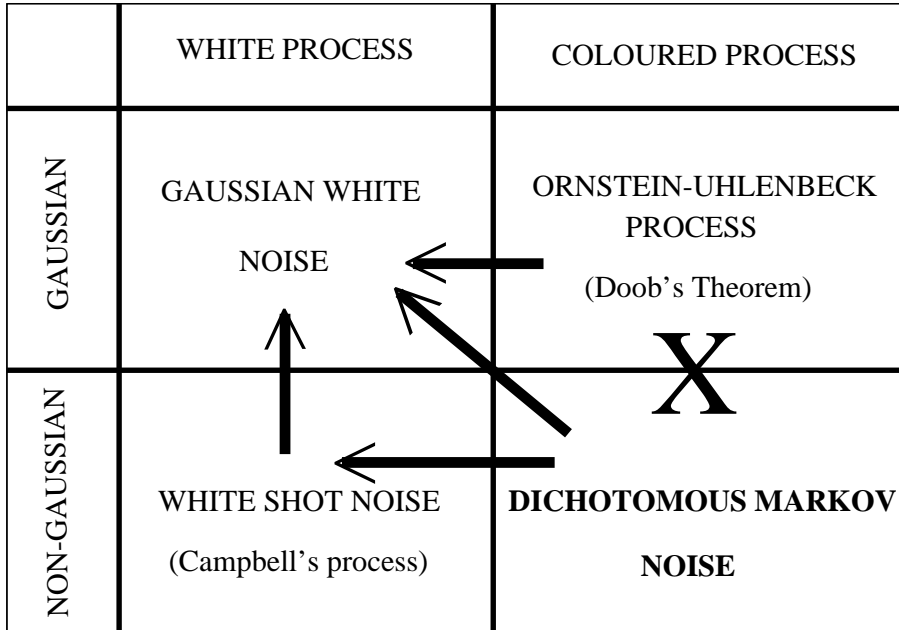 WHITE PROCESS
COLOURED PROCESS
GAUSSIAN
GAUSSIAN WHITE
NOISE
ORNSTEIN-UHLENBECK
PROCESS
(Doob's Theorem)
X
NON-GAUSSIAN
WHITE SHOT NOISE
(Campbell's process)
DICHOTOMOUS MARKOV
NOISE